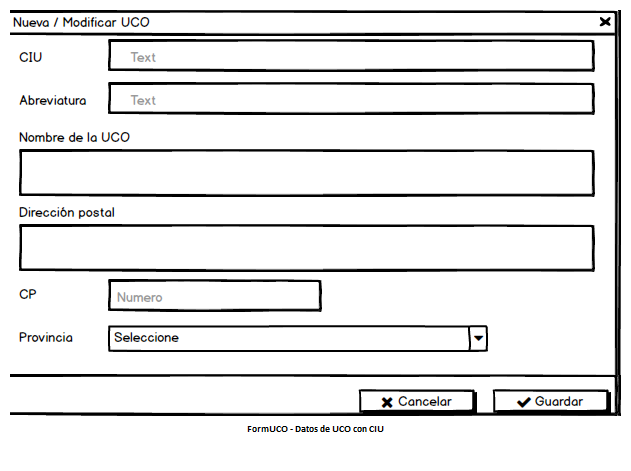 Nueva / Modificar UCO
CIU Text
Abreviatura Text
Nombre de la UCO
Dirección postal
CP Numero
Provincia Seleccione
Cancelar Guardar
FormUCO - Datos de UCO con CIU